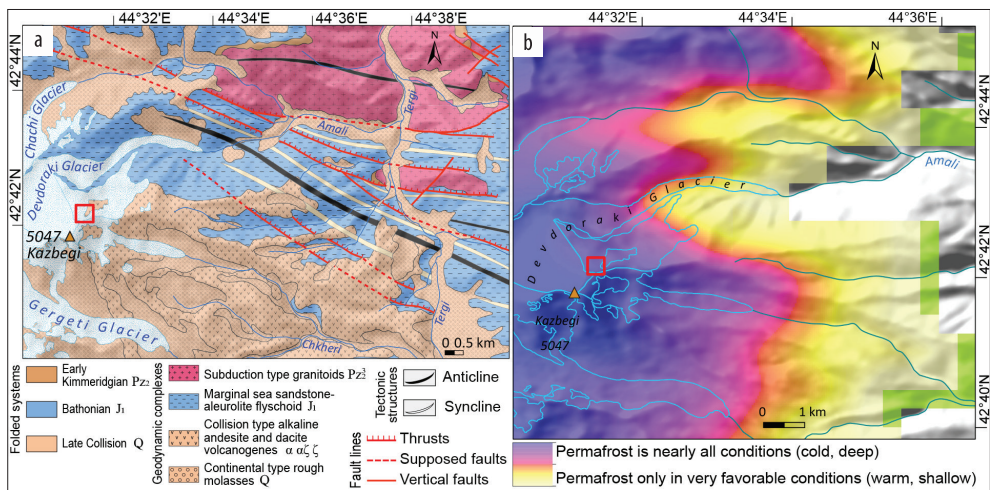 44°32'E
44°34'E
44°36'E
44°32'E
44°34'E
44°36'E
a
b
N
N
42°44'N
42°42'N
42°44'N
42°42'N
42°40'N
Chachi Glacier
Devdoraki Glacier
Amali
Tergi
5047
Kazbegi
Gergeti Glacier
Tergi
Chkheri
0 0.5 km
Devdoraki Glacier
Amali
Kazbegi
5047
0 1 km
Folded systems
Early
Kimmeridgian PZ₂
Bathonian J₁
Late Collision Q
Geodynamic complexes
Subduction type granitoids PZ₂³
Marginal sea sandstone-
aleurolite flyschoid J₁
Collision type alkaline
andesite and dacite
volcanogenes α αζ ζ
Continental type rough
molasses Q
Tectonic
structures
Anticline
Syncline
Fault lines
Thrusts
Supposed faults
Vertical faults
Permafrost is nearly all conditions (cold, deep)
Permafrost only in very favorable conditions (warm, shallow)